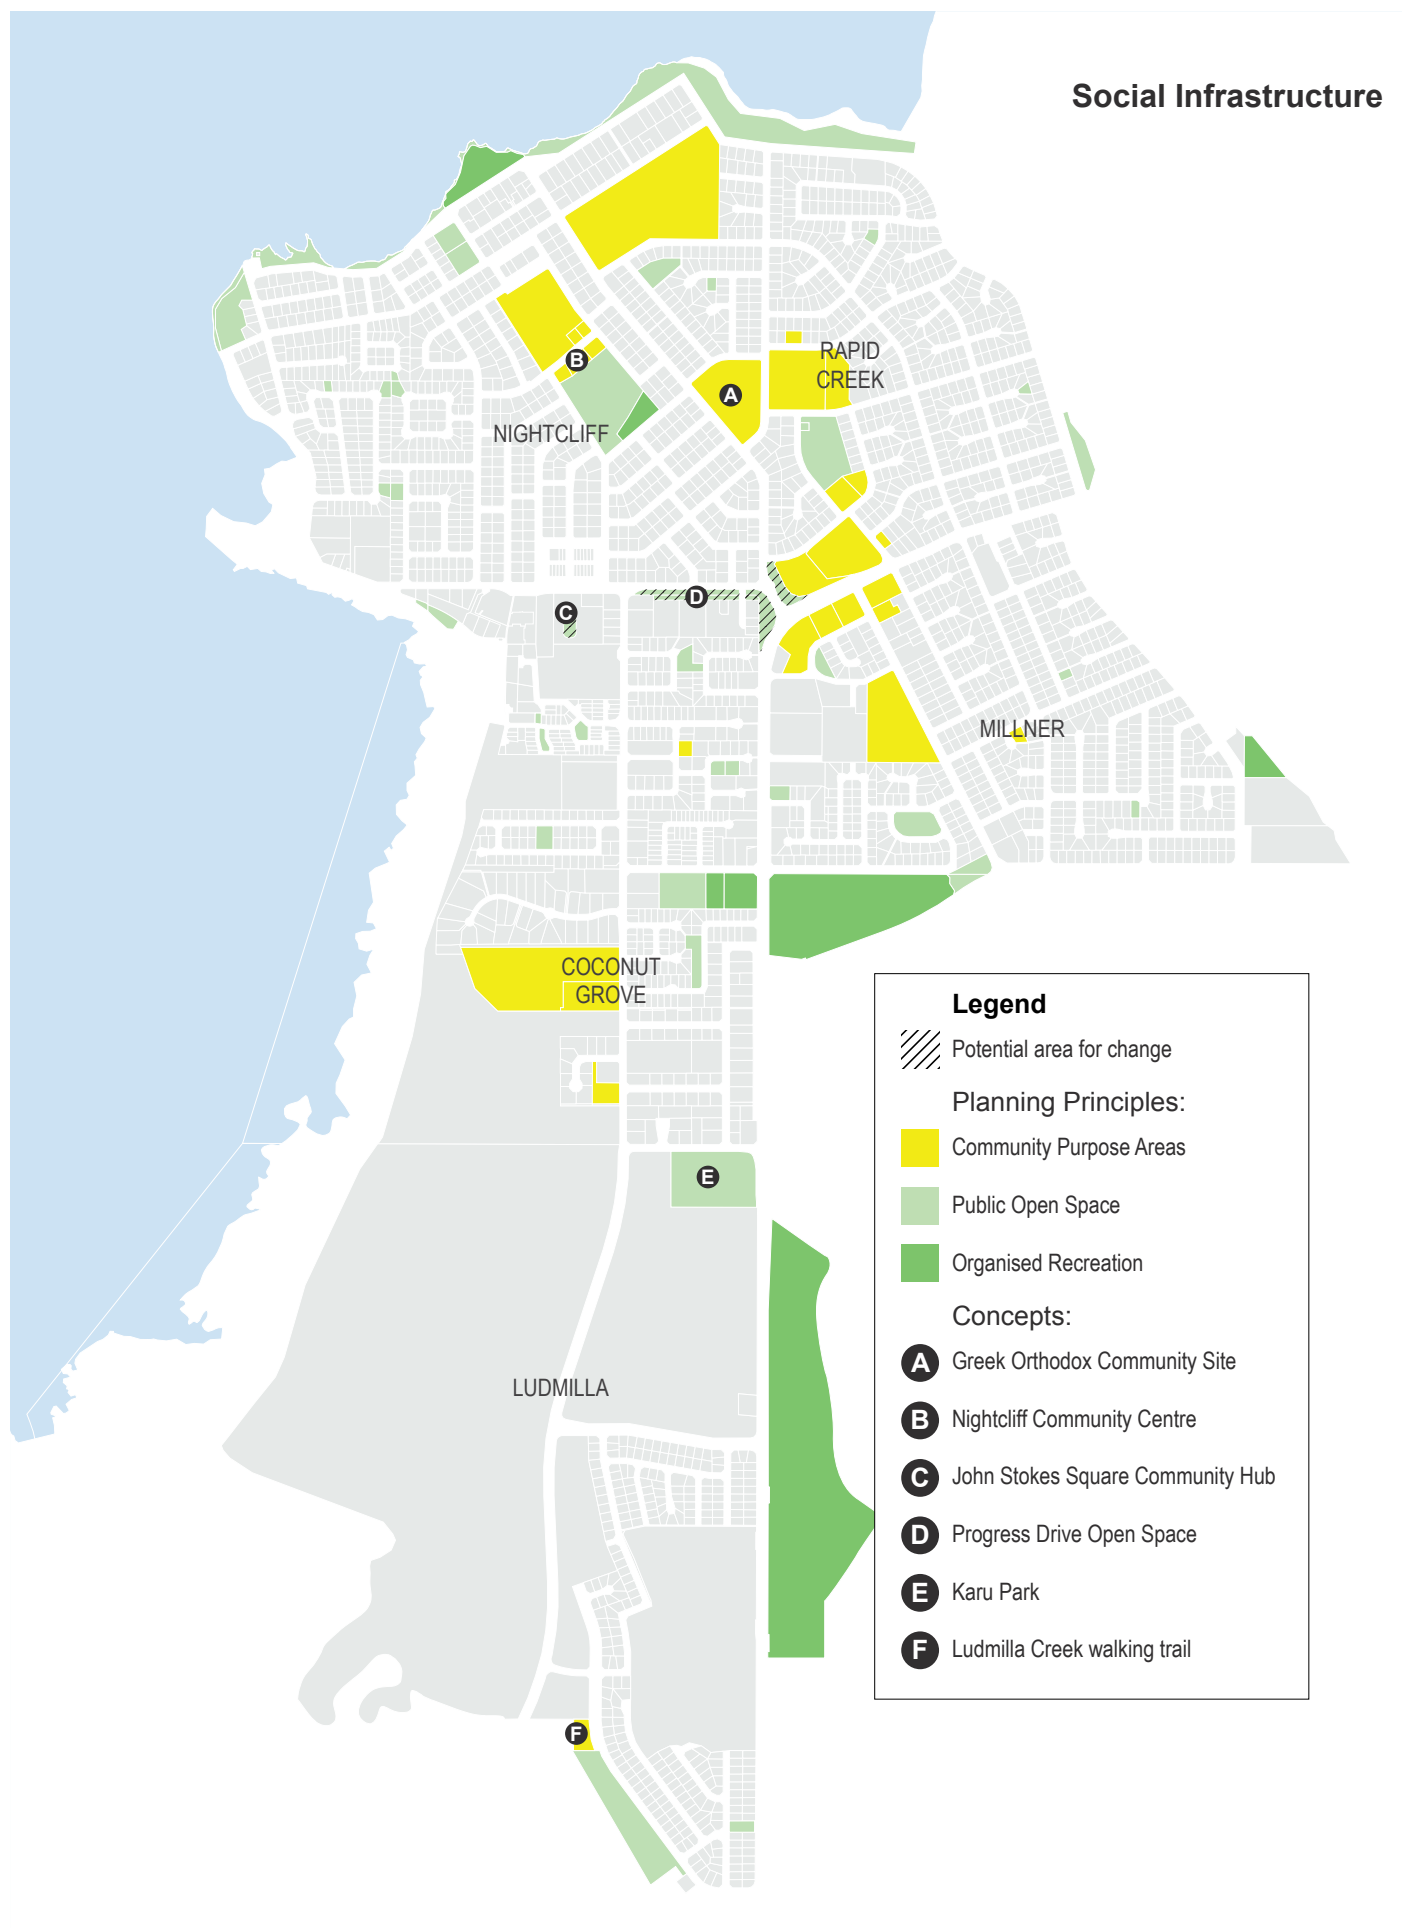 Social Infrastructure
RAPID
CREEK
B
A
NIGHTCLIFF
D
C
MILLNER
COCONUT
GROVE
E
LUDMILLA
F
Legend
Potential area for change
Planning Principles:
Community Purpose Areas
Public Open Space
Organised Recreation
Concepts:
A Greek Orthodox Community Site
B Nightcliff Community Centre
C John Stokes Square Community Hub
D Progress Drive Open Space
E Karu Park
F Ludmilla Creek walking trail